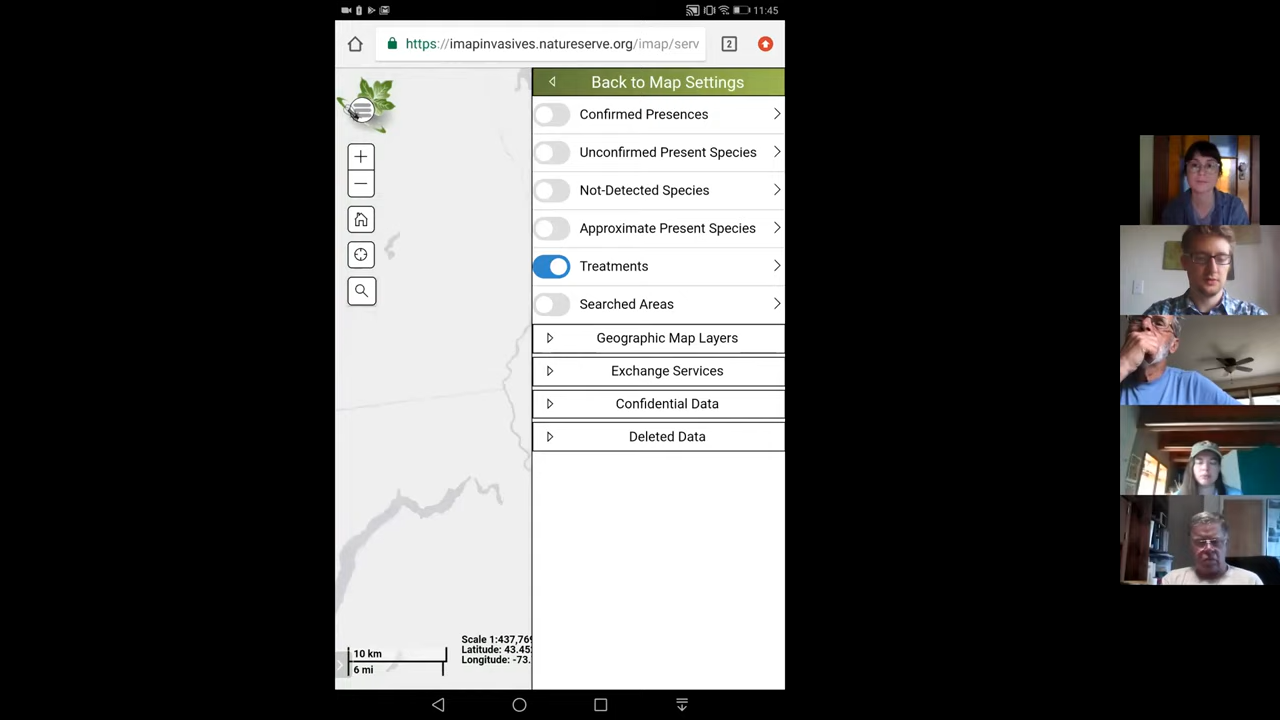 11:45
https://imapinvasives.natureserve.org/imap/serv
2
Back to Map Settings
Confirmed Presences
Unconfirmed Present Species
Not-Detected Species
Approximate Present Species
Treatments
Searched Areas
Geographic Map Layers
Exchange Services
Confidential Data
Deleted Data
Scale 1:437,769
Latitude: 43.45
Longitude: -73.
10 km
6 mi